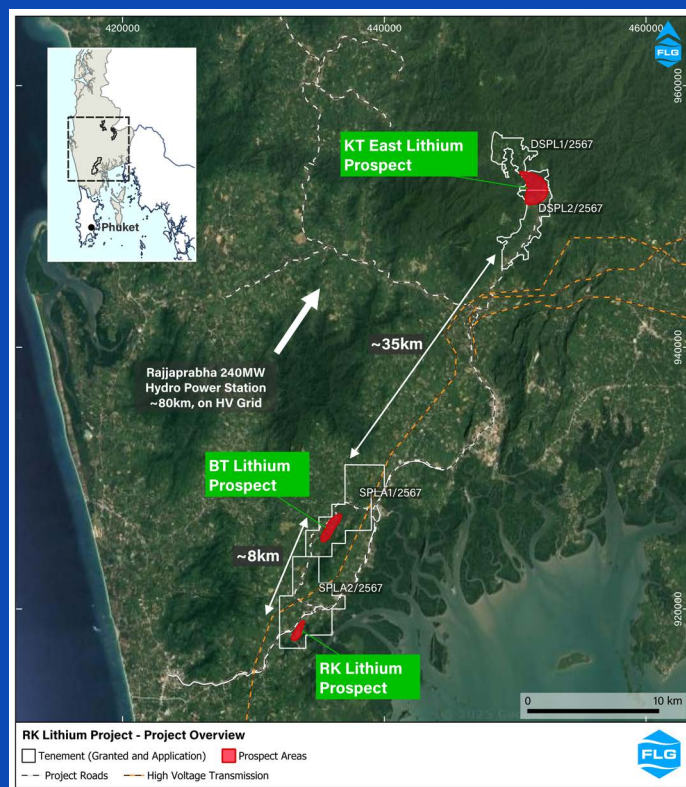 420000
440000
460000
FLG
960000
Phuket
KT East Lithium
Prospect
DSPL1/2567
DSPL2/2567
~35km
Rajjaprabha 240MW
Hydro Power Station
~80km, on HV Grid
940000
BT Lithium
Prospect
SPLA1/2567
~8km
SPLA2/2567
920000
RK Lithium
Prospect
0 10 km
RK Lithium Project - Project Overview
Tenement (Granted and Application) Prospect Areas
Project Roads High Voltage Transmission
FLG